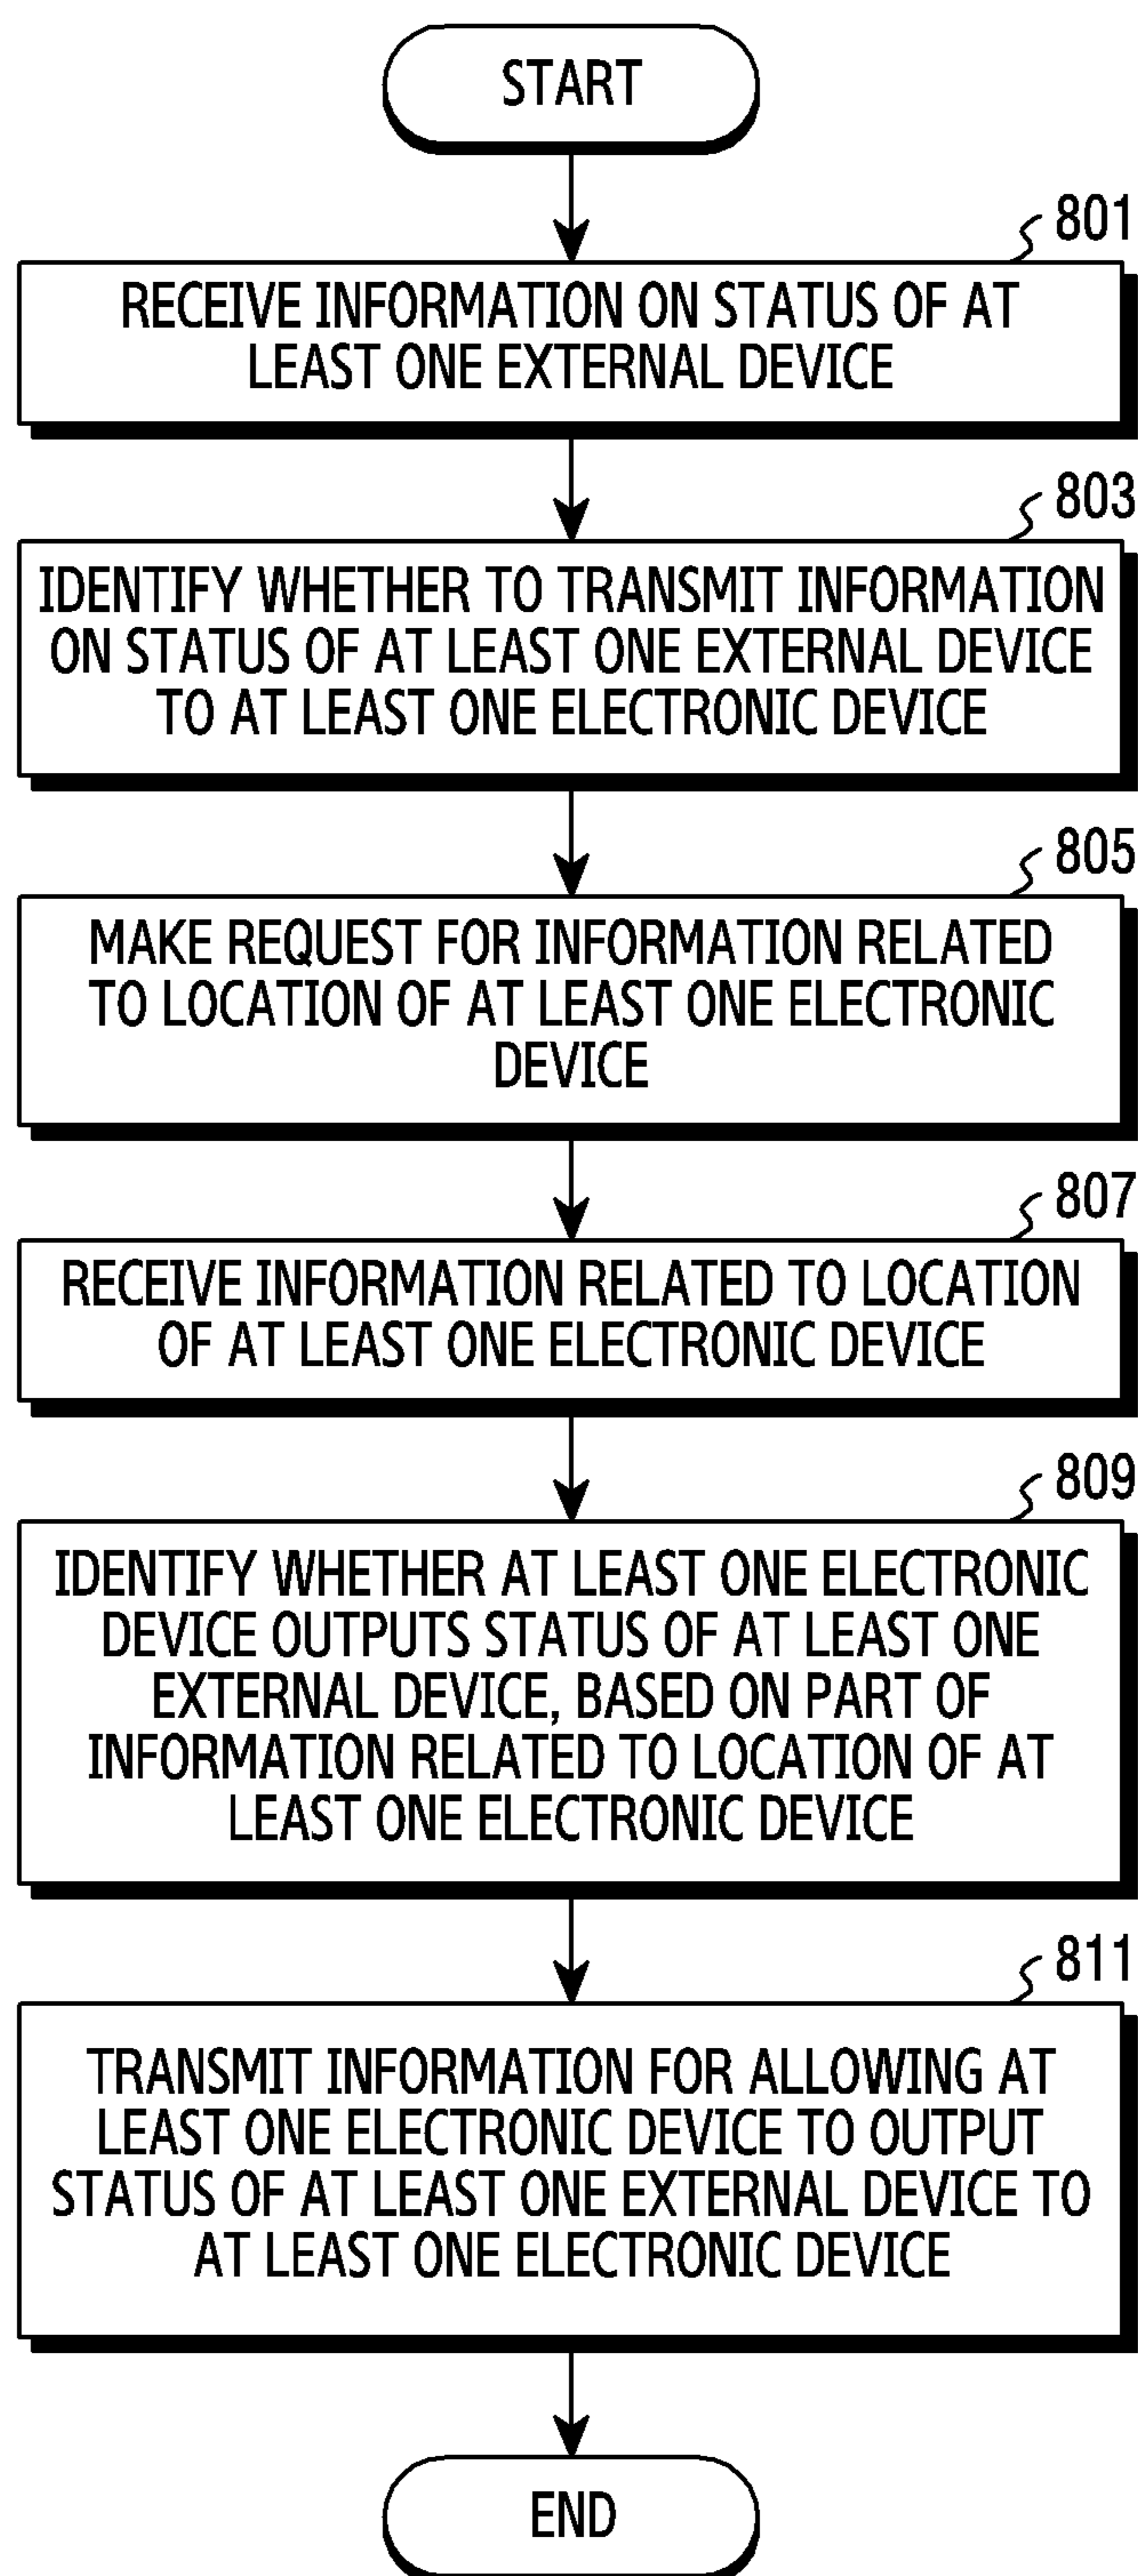 START
801
RECEIVE INFORMATION ON STATUS OF AT
LEAST ONE EXTERNAL DEVICE
803
IDENTIFY WHETHER TO TRANSMIT INFORMATION
ON STATUS OF AT LEAST ONE EXTERNAL DEVICE
TO AT LEAST ONE ELECTRONIC DEVICE
805
MAKE REQUEST FOR INFORMATION RELATED
TO LOCATION OF AT LEAST ONE ELECTRONIC
DEVICE
807
RECEIVE INFORMATION RELATED TO LOCATION
OF AT LEAST ONE ELECTRONIC DEVICE
809
IDENTIFY WHETHER AT LEAST ONE ELECTRONIC
DEVICE OUTPUTS STATUS OF AT LEAST ONE
EXTERNAL DEVICE, BASED ON PART OF
INFORMATION RELATED TO LOCATION OF AT
LEAST ONE ELECTRONIC DEVICE
811
TRANSMIT INFORMATION FOR ALLOWING AT
LEAST ONE ELECTRONIC DEVICE TO OUTPUT
STATUS OF AT LEAST ONE EXTERNAL DEVICE TO
AT LEAST ONE ELECTRONIC DEVICE
END